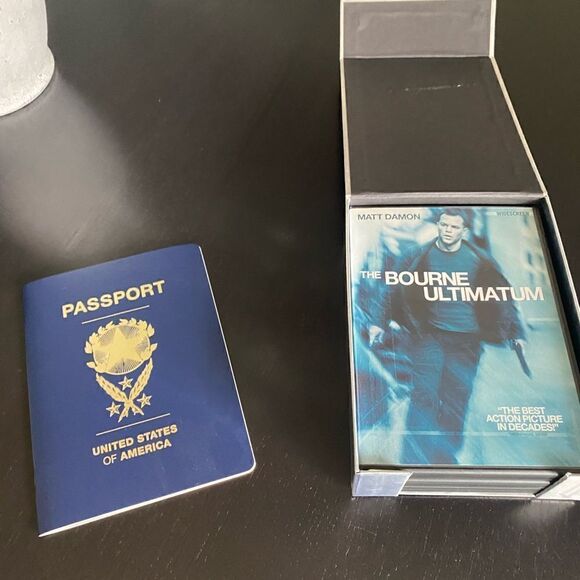 PASSPORT
UNITED STATES
OF AMERICA
MATT DAMON
WIDESCREEN
THE BOURNE
ULTIMATUM
"THE BEST
ACTION PICTURE
IN DECADES!"